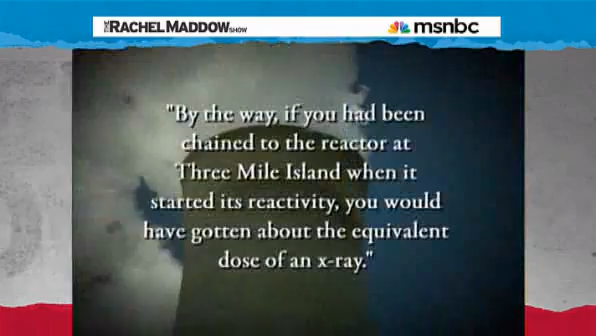 THE RACHEL MADDOW SHOW
msnbc
"By the way, if you had been
chained to the reactor at
Three Mile Island when it
started its reactivity, you would
have gotten about the equivalent
dose of an x-ray."